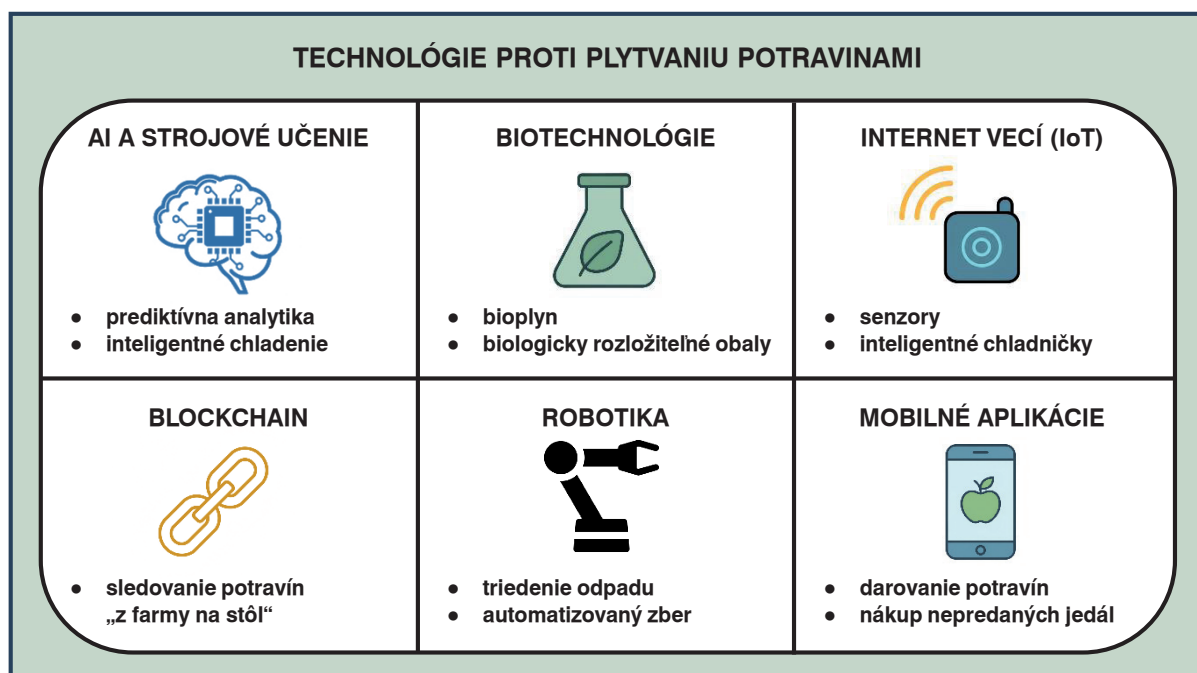 TECHNOLÓGIE PROTI PLYTVANIU POTRAVINAMI
AI A STROJOVÉ UČENIE
• prediktívna analytika
• inteligentné chladenie
BIOTECHNOLÓGIE
• bioplyn
• biologicky rozložiteľné obaly
INTERNET VECÍ (IoT)
• senzory
• inteligentné chladničky
BLOCKCHAIN
• sledovanie potravín
„z farmy na stôl“
ROBOTIKA
• triedenie odpadu
• automatizovaný zber
MOBILNÉ APLIKÁCIE
• darovanie potravín
• nákup nepredaných jedál